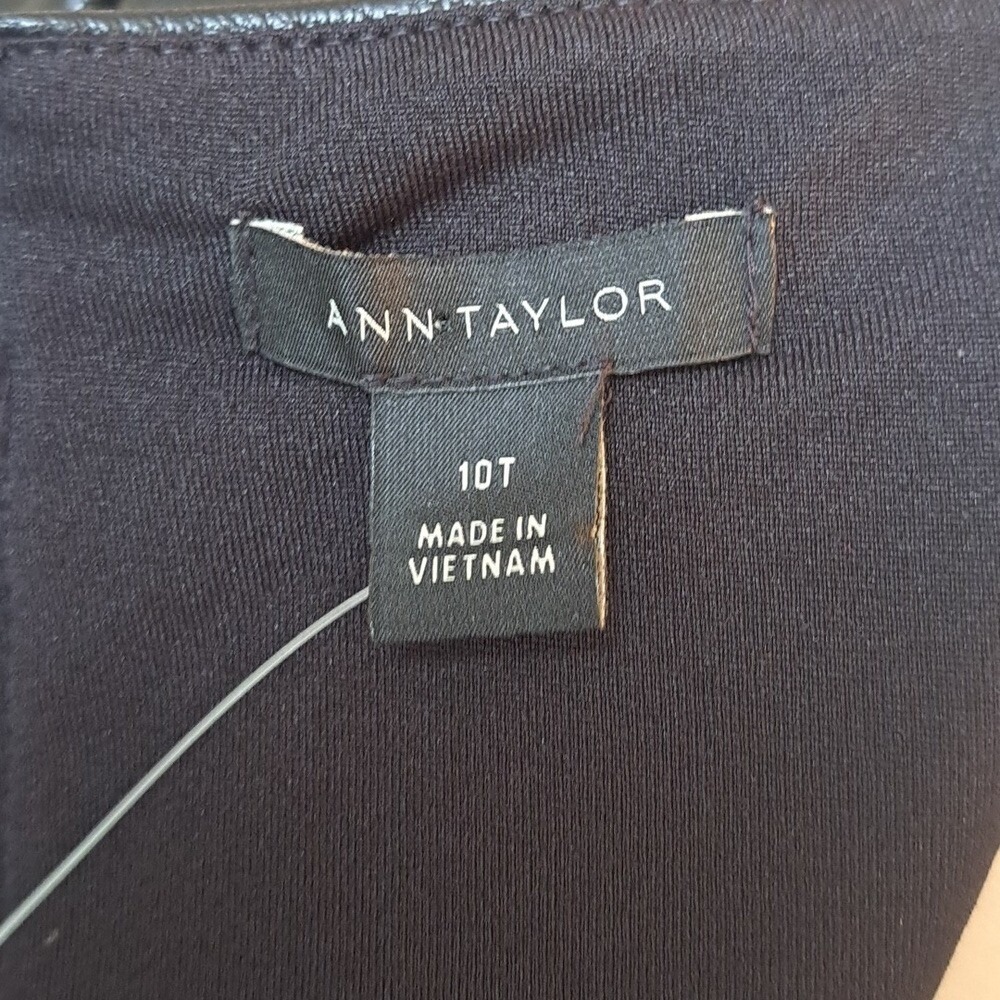 ANN TAYLOR
10T
MADE IN
VIETNAM